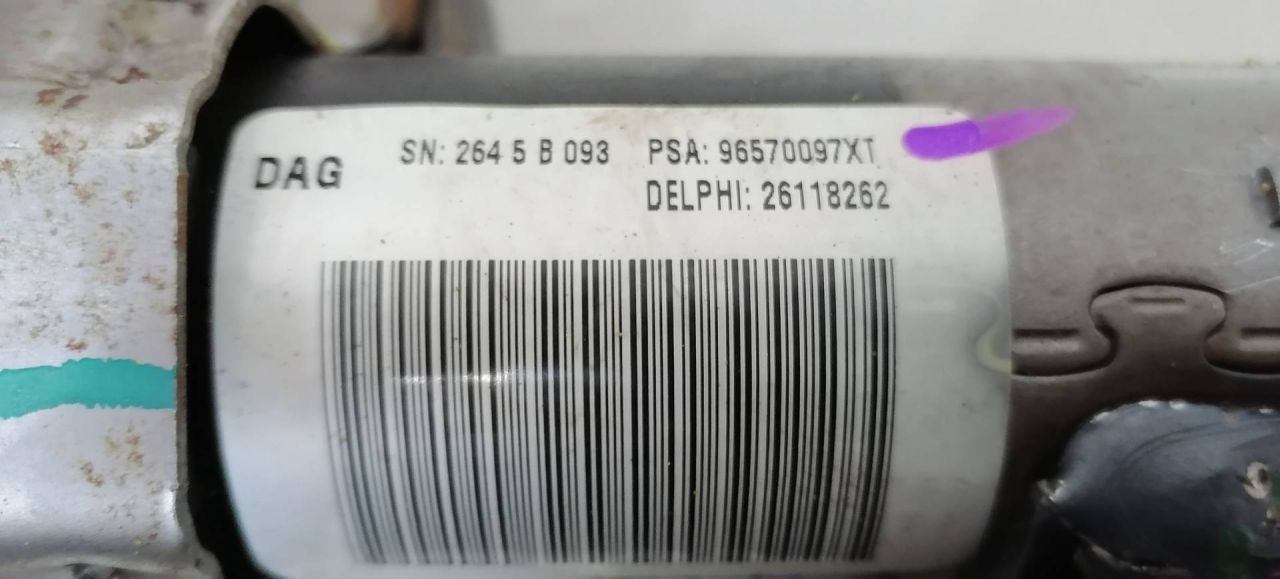 DAG SN: 264 5 B 093 PSA: 96570097XT
DELPHI: 26118262